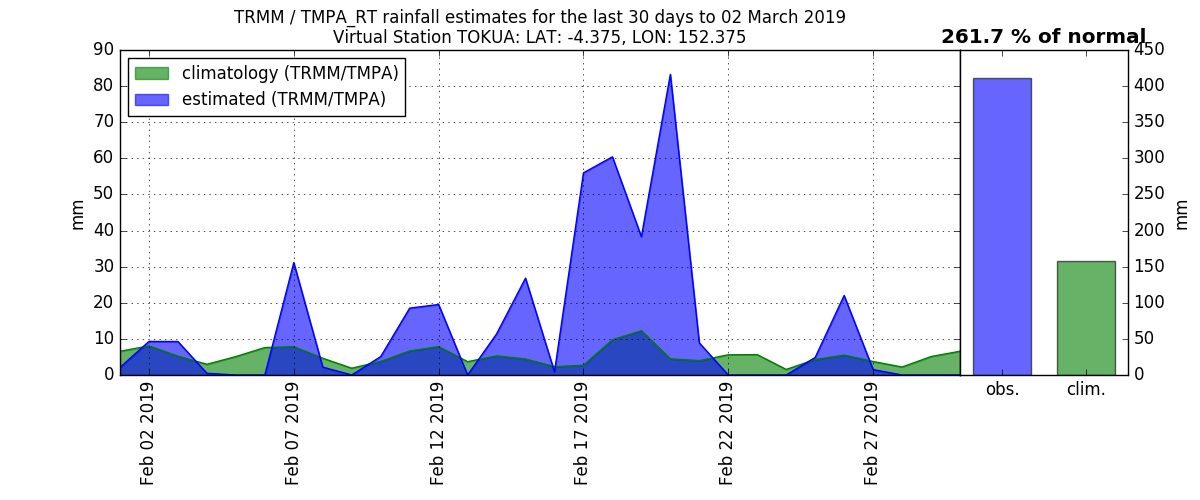 TRMM / TMPA_RT rainfall estimates for the last 30 days to 02 March 2019
Virtual Station TOKUA: LAT: -4.375, LON: 152.375
261.7 % of normal
climatology (TRMM/TMPA)
estimated (TRMM/TMPA)
90
80
70
60
50
40
30
20
10
0
mm
Feb 02 2019
Feb 07 2019
Feb 12 2019
Feb 17 2019
Feb 22 2019
Feb 27 2019
obs.
clim.
450
400
350
300
250
200
150
100
50
0
mm